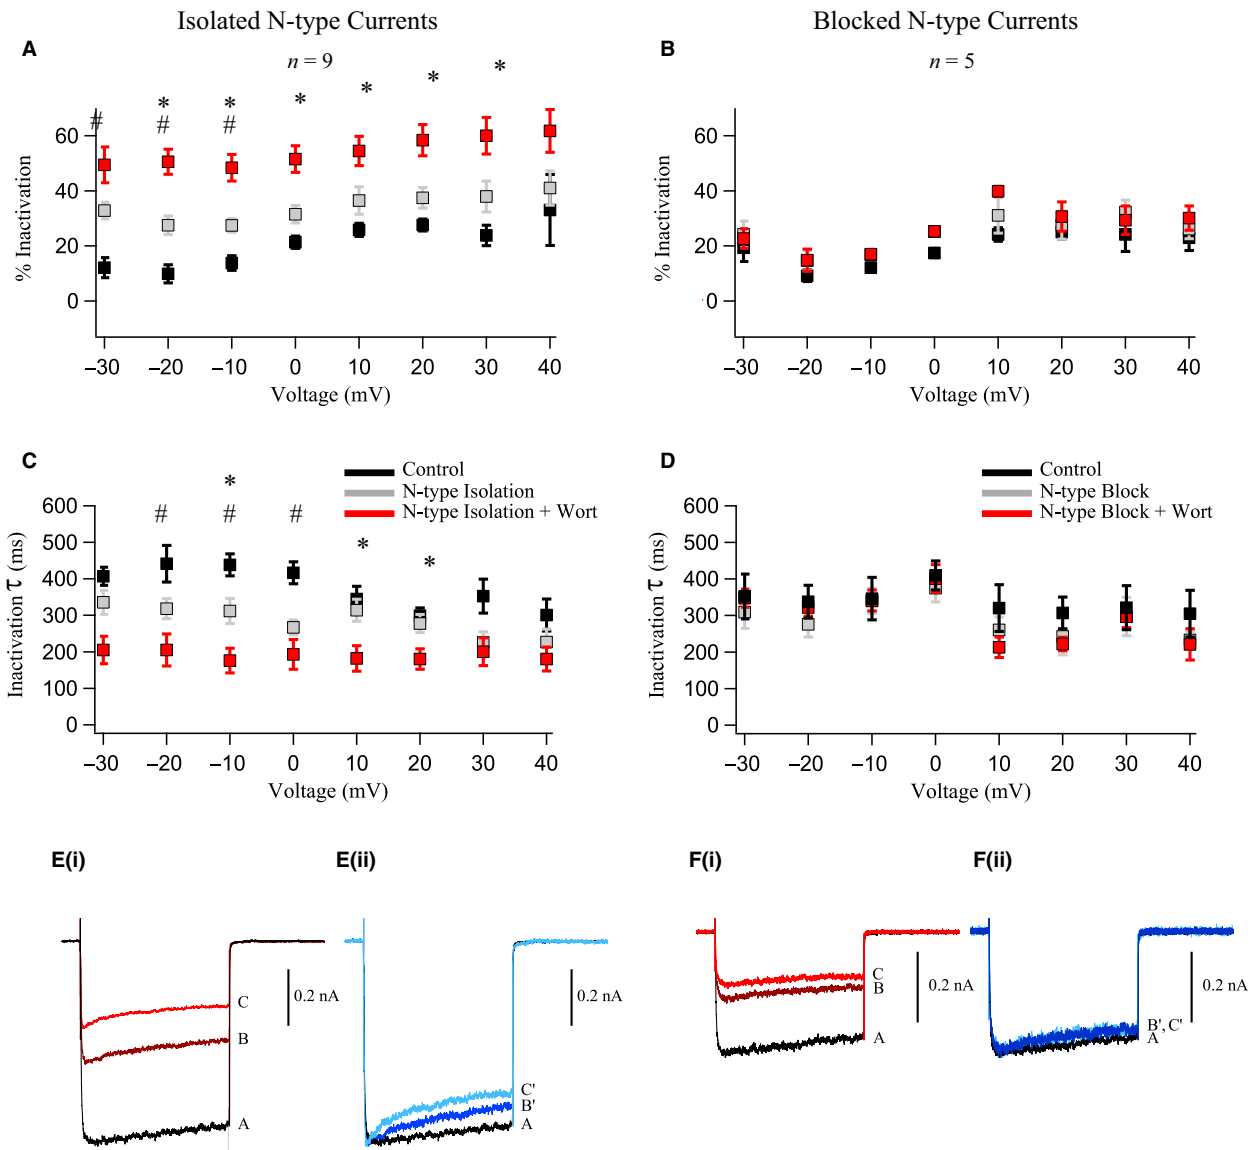 Isolated N-type Currents
Blocked N-type Currents
A
n = 9
B
n = 5
* * * * * *
# # #
% Inactivation
60
40
20
0
−30 −20 −10 0 10 20 30 40
Voltage (mV)
% Inactivation
60
40
20
0
−30 −20 −10 0 10 20 30 40
Voltage (mV)
C
Control
N-type Isolation
N-type Isolation + Wort
* * *
# # #
Inactivation τ (ms)
600
500
400
300
200
100
0
−30 −20 −10 0 10 20 30 40
Voltage (mV)
D
Control
N-type Block
N-type Block + Wort
Inactivation τ (ms)
600
500
400
300
200
100
0
−30 −20 −10 0 10 20 30 40
Voltage (mV)
E(i)
C
B
A
0.2 nA
E(ii)
C'
B'
A
0.2 nA
F(i)
C
B
A
0.2 nA
F(ii)
B', C'
A
0.2 nA